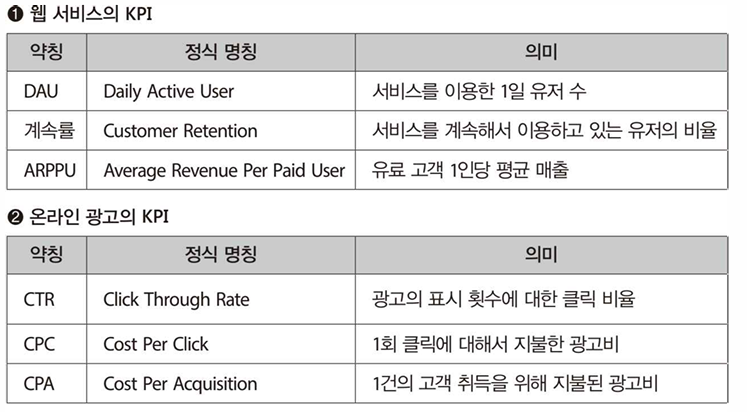 ❶ 웹 서비스의 KPI
약칭 정식 명칭 의미
DAU Daily Active User 서비스를 이용한 1일 유저 수
계속률 Customer Retention 서비스를 계속해서 이용하고 있는 유저의 비율
ARPPU Average Revenue Per Paid User 유료 고객 1인당 평균 매출
❷ 온라인 광고의 KPI
약칭 정식 명칭 의미
CTR Click Through Rate 광고의 표시 횟수에 대한 클릭 비율
CPC Cost Per Click 1회 클릭에 대해서 지불한 광고비
CPA Cost Per Acquisition 1건의 고객 취득을 위해 지불된 광고비